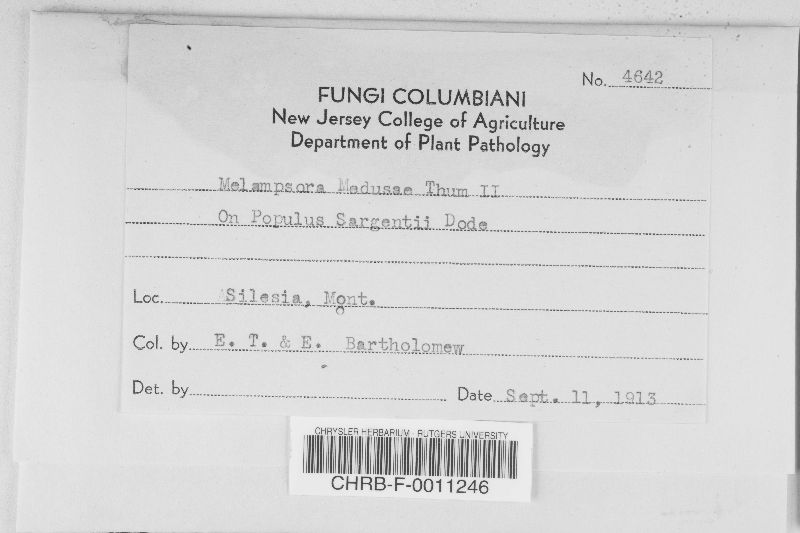 No. 4642
FUNGI COLUMBIANI
New Jersey College of Agriculture
Department of Plant Pathology
Melampsora Medusae Thum II
On Populus Sargentii Dode
Loc. Silesia, Mont.
Col. by E. T. & E. Bartholomew
Det. by
Date Sept. 11, 1913
CHRYSLER HERBARIUM - RUTGERS UNIVERSITY
CHRB-F-0011246